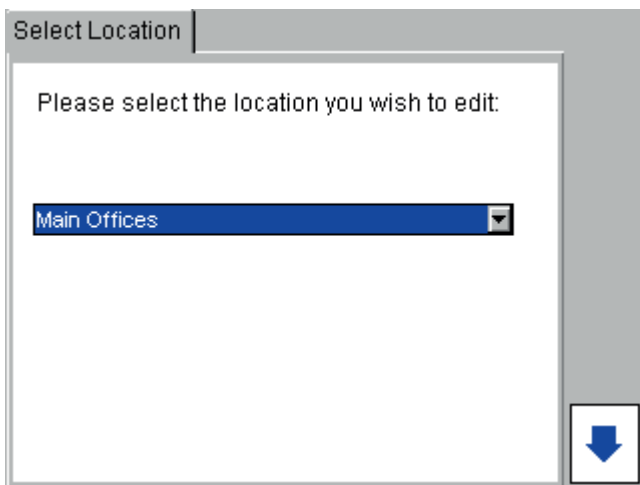 Select Location
Please select the location you wish to edit:
Main Offices